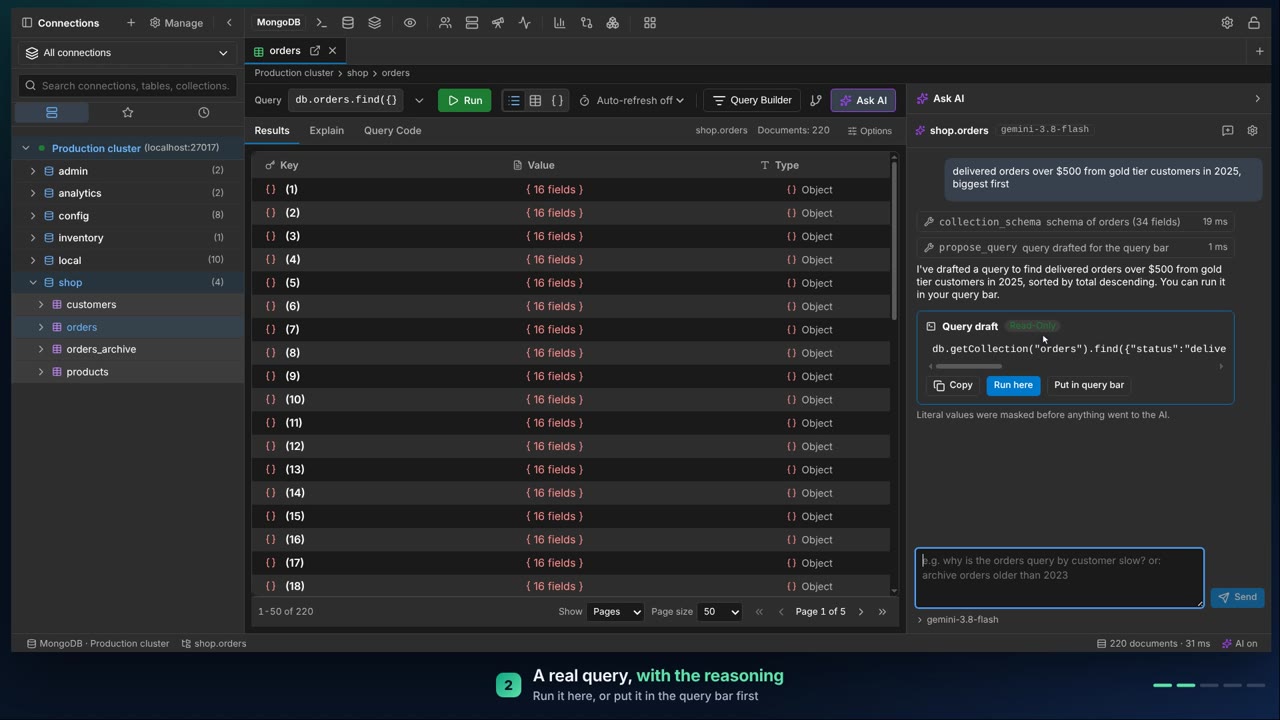 Connections
Manage
MongoDB
All connections
orders
Search connections, tables, collections.
Production cluster > shop > orders
Query db.orders.find({} Run Auto-refresh off Query Builder Ask AI
Results Explain Query Code shop.orders Documents: 220 Options
Production cluster (localhost:27017)
admin (2)
analytics (2)
config (8)
inventory (1)
local (10)
shop (4)
customers
orders
orders_archive
products
Key Value Type
{} (1) { 16 fields } {} Object
{} (2) { 16 fields } {} Object
{} (3) { 16 fields } {} Object
{} (4) { 16 fields } {} Object
{} (5) { 16 fields } {} Object
{} (6) { 16 fields } {} Object
{} (7) { 16 fields } {} Object
{} (8) { 16 fields } {} Object
{} (9) { 16 fields } {} Object
{} (10) { 16 fields } {} Object
{} (11) { 16 fields } {} Object
{} (12) { 16 fields } {} Object
{} (13) { 16 fields } {} Object
{} (14) { 16 fields } {} Object
{} (15) { 16 fields } {} Object
{} (16) { 16 fields } {} Object
{} (17) { 16 fields } {} Object
{} (18) { 16 fields } {} Object
1-50 of 220 Show Pages Page size 50 « ‹ Page 1 of 5 › »
Ask AI
shop.orders gemini-3.8-flash
delivered orders over $500 from gold tier customers in 2025,
biggest first
collection_schema schema of orders (34 fields) 19 ms
propose_query query drafted for the query bar 1 ms
I've drafted a query to find delivered orders over $500 from gold
tier customers in 2025, sorted by total descending. You can run it
in your query bar.
Query draft Read-Only
db.getCollection("orders").find({"status":"delive
Copy Run here Put in query bar
Literal values were masked before anything went to the AI.
e.g. why is the orders query by customer slow? or:
archive orders older than 2023
Send
gemini-3.8-flash
MongoDB · Production cluster shop.orders 220 documents · 31 ms AI on
2
A real query, with the reasoning
Run it here, or put it in the query bar first